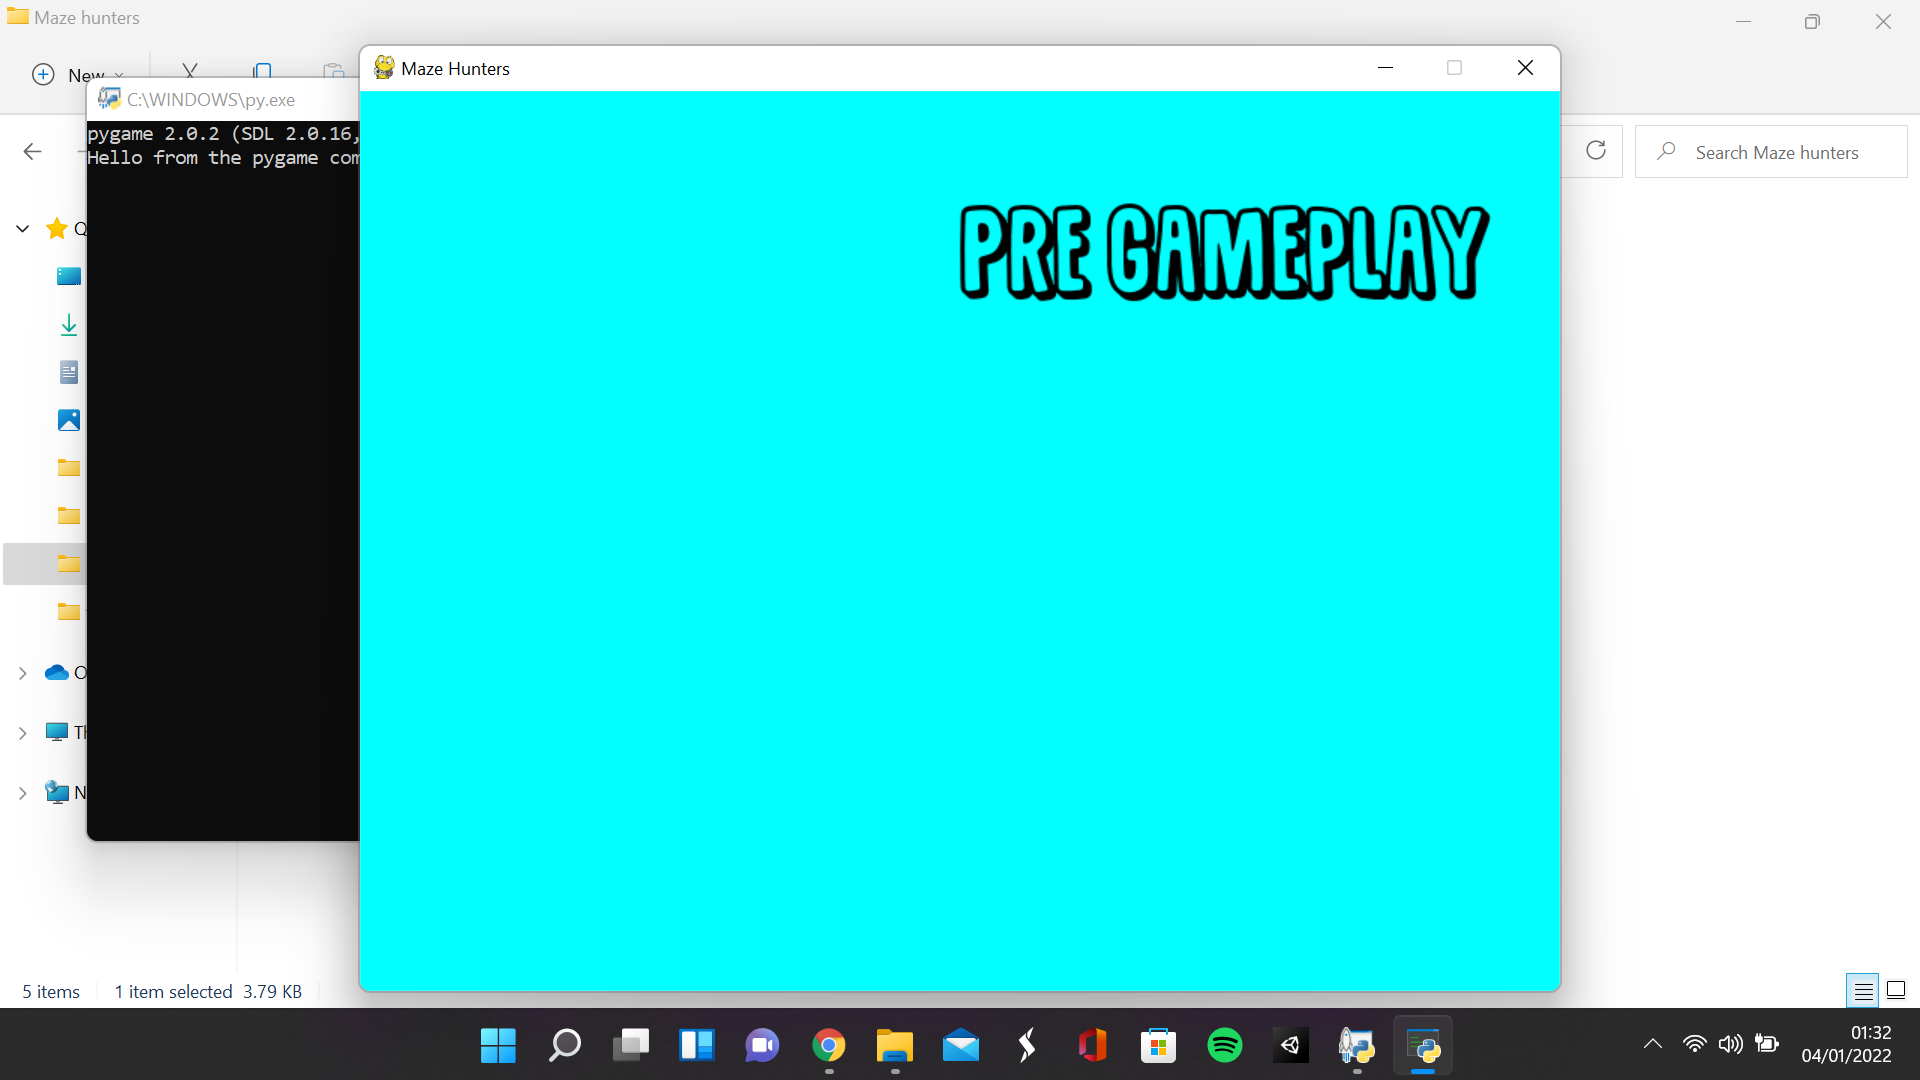 Maze hunters
New
C:\WINDOWS\py.exe
pygame 2.0.2 (SDL 2.0.16,
Hello from the pygame com
Maze Hunters
PRE GAMEPLAY
Search Maze hunters
Q
O
Th
N
5 items
1 item selected 3.79 KB
01:32
04/01/2022